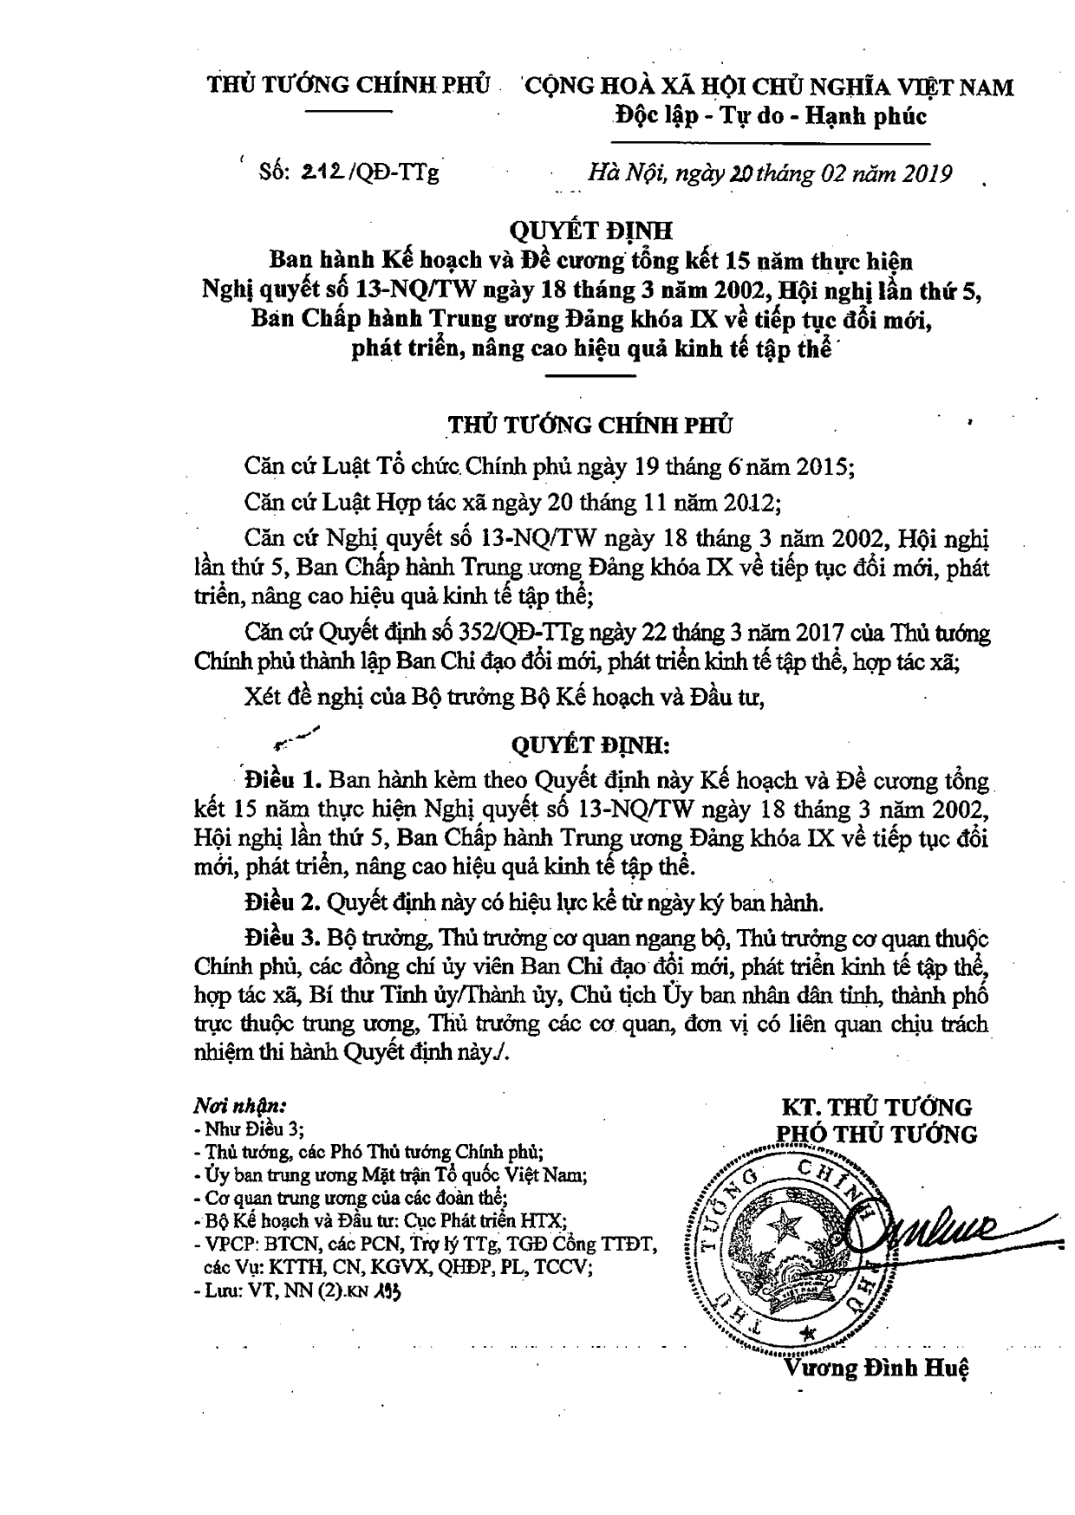 THỦ TƯỚNG CHÍNH PHỦ
CỘNG HOÀ XÃ HỘI CHỦ NGHĨA VIỆT NAM
Độc lập - Tự do - Hạnh phúc
Số: 212/QĐ-TTg
Hà Nội, ngày 20 tháng 02 năm 2019
QUYẾT ĐỊNH
Ban hành Kế hoạch và Đề cương tổng kết 15 năm thực hiện
Nghị quyết số 13-NQ/TW ngày 18 tháng 3 năm 2002, Hội nghị lần thứ 5,
Ban Chấp hành Trung ương Đảng khóa IX về tiếp tục đổi mới,
phát triển, nâng cao hiệu quả kinh tế tập thể
THỦ TƯỚNG CHÍNH PHỦ
Căn cứ Luật Tổ chức Chính phủ ngày 19 tháng 6 năm 2015;
Căn cứ Luật Hợp tác xã ngày 20 tháng 11 năm 2012;
Căn cứ Nghị quyết số 13-NQ/TW ngày 18 tháng 3 năm 2002, Hội nghị
lần thứ 5, Ban Chấp hành Trung ương Đảng khóa IX về tiếp tục đổi mới, phát
triển, nâng cao hiệu quả kinh tế tập thể;
Căn cứ Quyết định số 352/QĐ-TTg ngày 22 tháng 3 năm 2017 của Thủ tướng
Chính phủ thành lập Ban Chỉ đạo đổi mới, phát triển kinh tế tập thể, hợp tác xã;
Xét đề nghị của Bộ trưởng Bộ Kế hoạch và Đầu tư,
QUYẾT ĐỊNH:
Điều 1. Ban hành kèm theo Quyết định này Kế hoạch và Đề cương tổng
kết 15 năm thực hiện Nghị quyết số 13-NQ/TW ngày 18 tháng 3 năm 2002,
Hội nghị lần thứ 5, Ban Chấp hành Trung ương Đảng khóa IX về tiếp tục đổi
mới, phát triển, nâng cao hiệu quả kinh tế tập thể.
Điều 2. Quyết định này có hiệu lực kể từ ngày ký ban hành.
Điều 3. Bộ trưởng, Thủ trưởng cơ quan ngang bộ, Thủ trưởng cơ quan thuộc
Chính phủ, các đồng chí ủy viên Ban Chỉ đạo đổi mới, phát triển kinh tế tập thể,
hợp tác xã, Bí thư Tỉnh ủy/Thành ủy, Chủ tịch Ủy ban nhân dân tỉnh, thành phố
trực thuộc trung ương, Thủ trưởng các cơ quan, đơn vị có liên quan chịu trách
nhiệm thi hành Quyết định này./.
Nơi nhận:
- Như Điều 3;
- Thủ tướng, các Phó Thủ tướng Chính phủ;
- Ủy ban trung ương Mặt trận Tổ quốc Việt Nam;
- Cơ quan trung ương của các đoàn thể;
- Bộ Kế hoạch và Đầu tư: Cục Phát triển HTX;
- VPCP: BTCN, các PCN, Trợ lý TTg, TGĐ Cổng TTĐT,
các Vụ: KTTH, CN, KGVX, QHĐP, PL, TCCV;
- Lưu: VT, NN (2).KN 193
KT. THỦ TƯỚNG
PHÓ THỦ TƯỚNG
THỦ TƯỚNG CHÍNH PHỦ
VIỆT NAM
Vương Đình Huệ